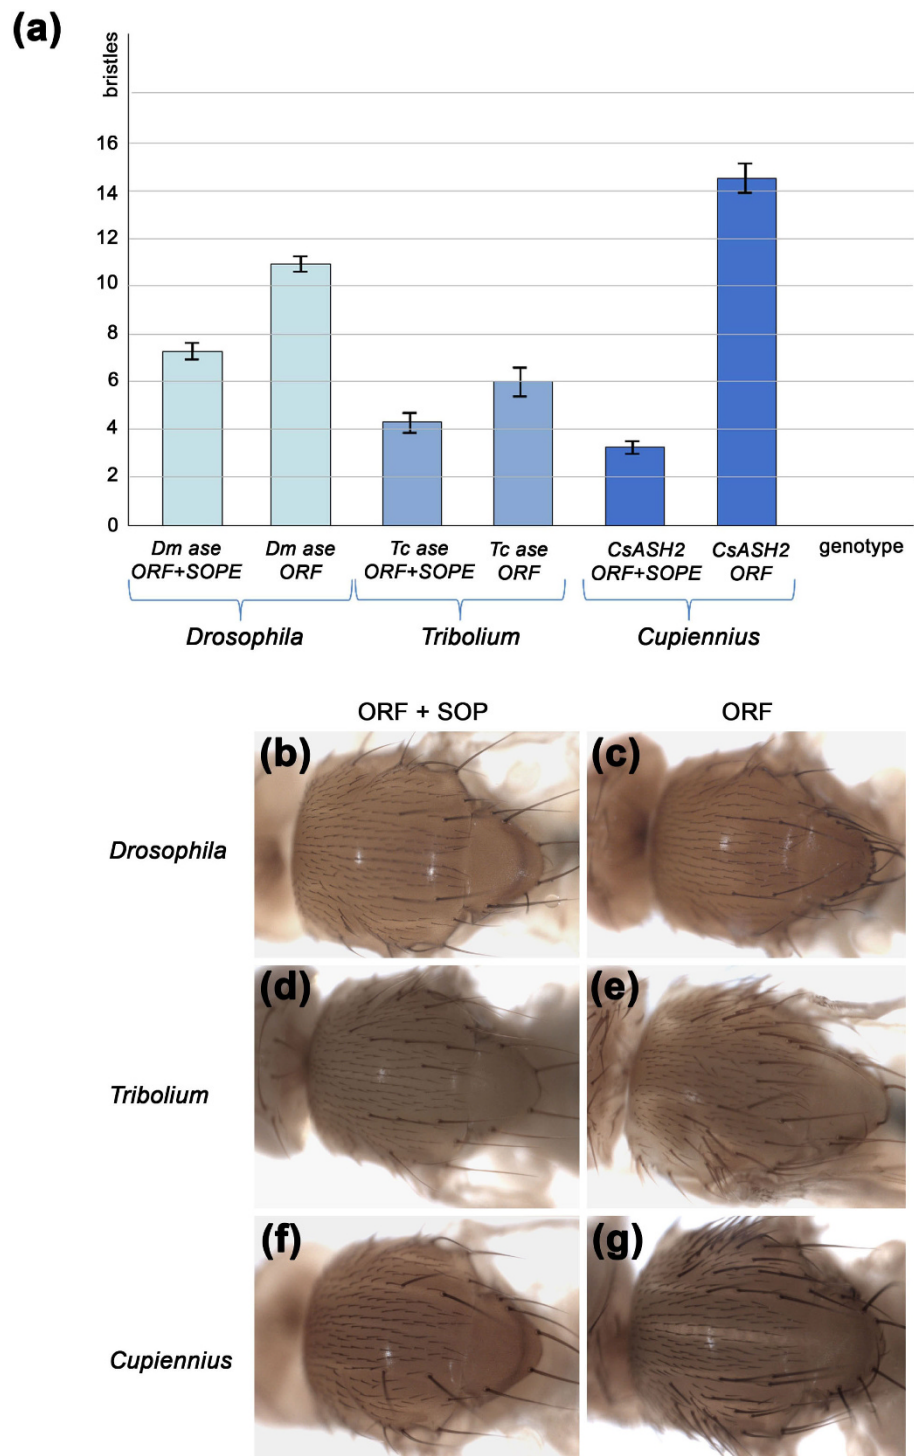 (a)
bristles
16
14
12
10
8
6
4
2
0
Dm ase Dm ase Tc ase Tc ase CsASH2 CsASH2 genotype
ORF+SOPE ORF ORF+SOPE ORF ORF+SOPE ORF
Drosophila Tribolium Cupiennius
ORF + SOP ORF
(b) (c)
Drosophila
(d) (e)
Tribolium
(f) (g)
Cupiennius